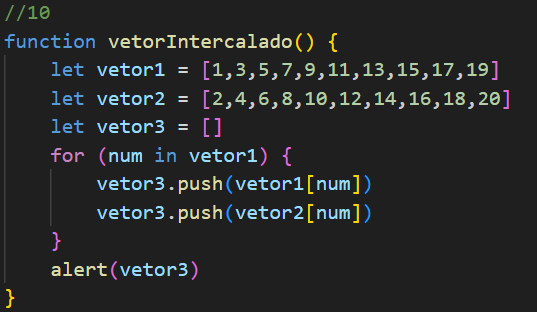 //10
function vetorIntercalado() {
    let vetor1 = [1,3,5,7,9,11,13,15,17,19]
    let vetor2 = [2,4,6,8,10,12,14,16,18,20]
    let vetor3 = []
    for (num in vetor1) {
        vetor3.push(vetor1[num])
        vetor3.push(vetor2[num])
    }
    alert(vetor3)
}